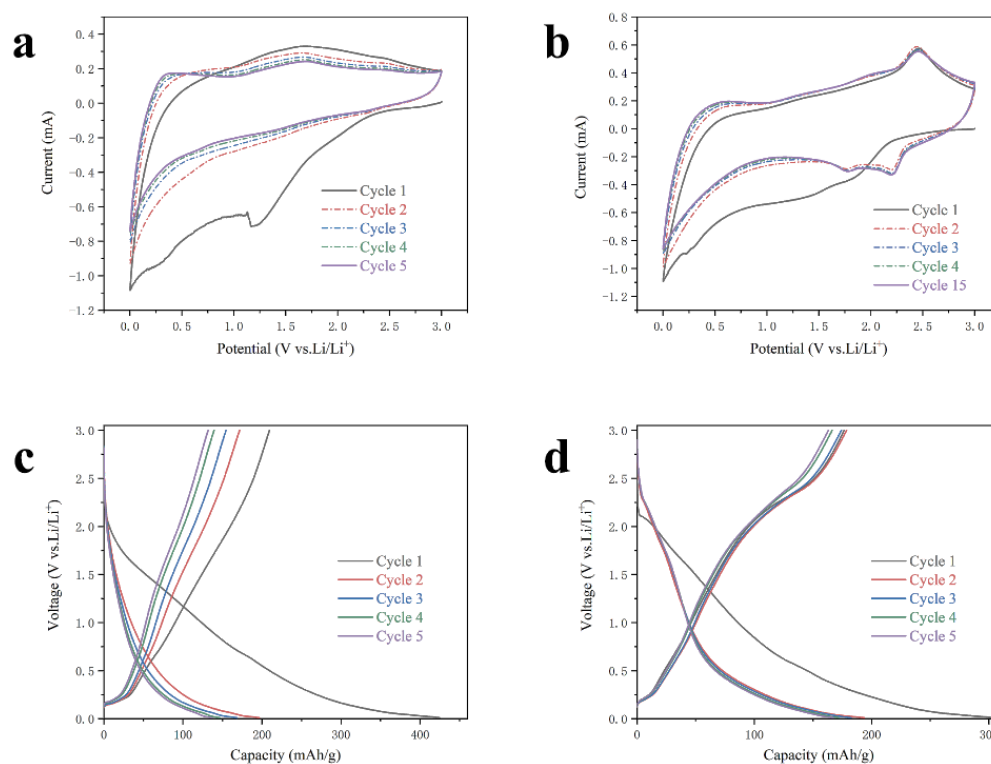 a
0.8
0.6
0.4
0.2
0.0
−0.2
−0.4
−0.6
−0.8
−1.0
−1.2
Current (mA)
Cycle 1
Cycle 2
Cycle 3
Cycle 4
Cycle 5
0.0 0.5 1.0 1.5 2.0 2.5 3.0
Potential (V vs.Li/Li⁺)
b
0.8
0.6
0.4
0.2
0.0
−0.2
−0.4
−0.6
−0.8
−1.0
−1.2
Current (mA)
Cycle 1
Cycle 2
Cycle 3
Cycle 4
Cycle 15
0.0 0.5 1.0 1.5 2.0 2.5 3.0
Potential (V vs.Li/Li⁺)
c
3.0
2.5
2.0
1.5
1.0
0.5
0.0
Voltage (V vs.Li/Li⁺)
Cycle 1
Cycle 2
Cycle 3
Cycle 4
Cycle 5
0 100 200 300 400
Capacity (mAh/g)
d
3.0
2.5
2.0
1.5
1.0
0.5
0.0
Voltage (V vs.Li/Li⁺)
Cycle 1
Cycle 2
Cycle 3
Cycle 4
Cycle 5
0 100 200
Capacity (mAh/g)